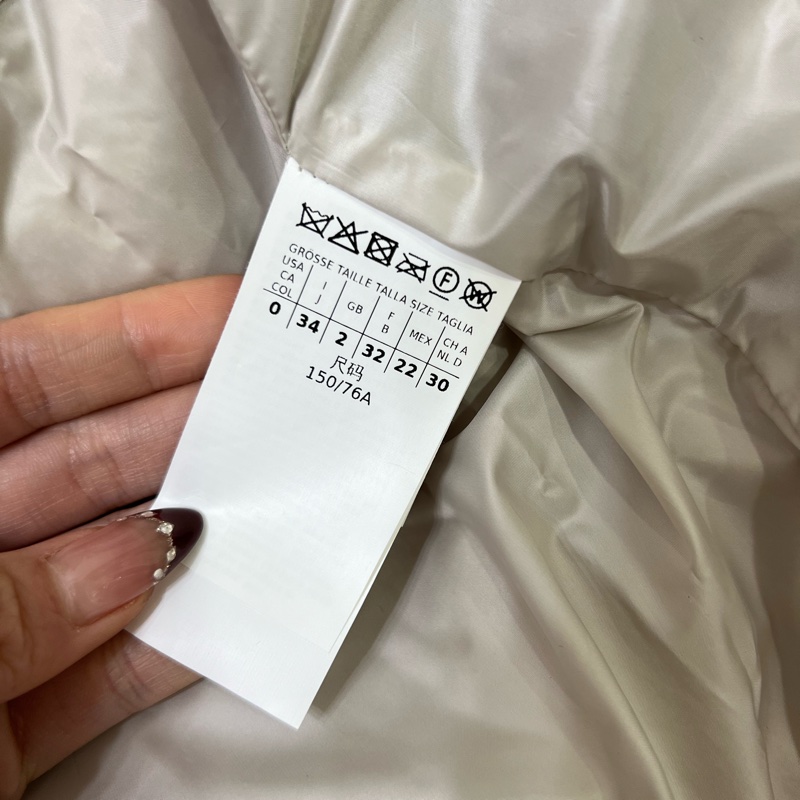 F
W
GRÖSSE TAILLE TALLA SIZE TAGLIA
USA CA COL | I J | GB | F B | MEX | CH A NL D
0 | 34 | 2 | 32 | 22 | 30
尺码
150/76A